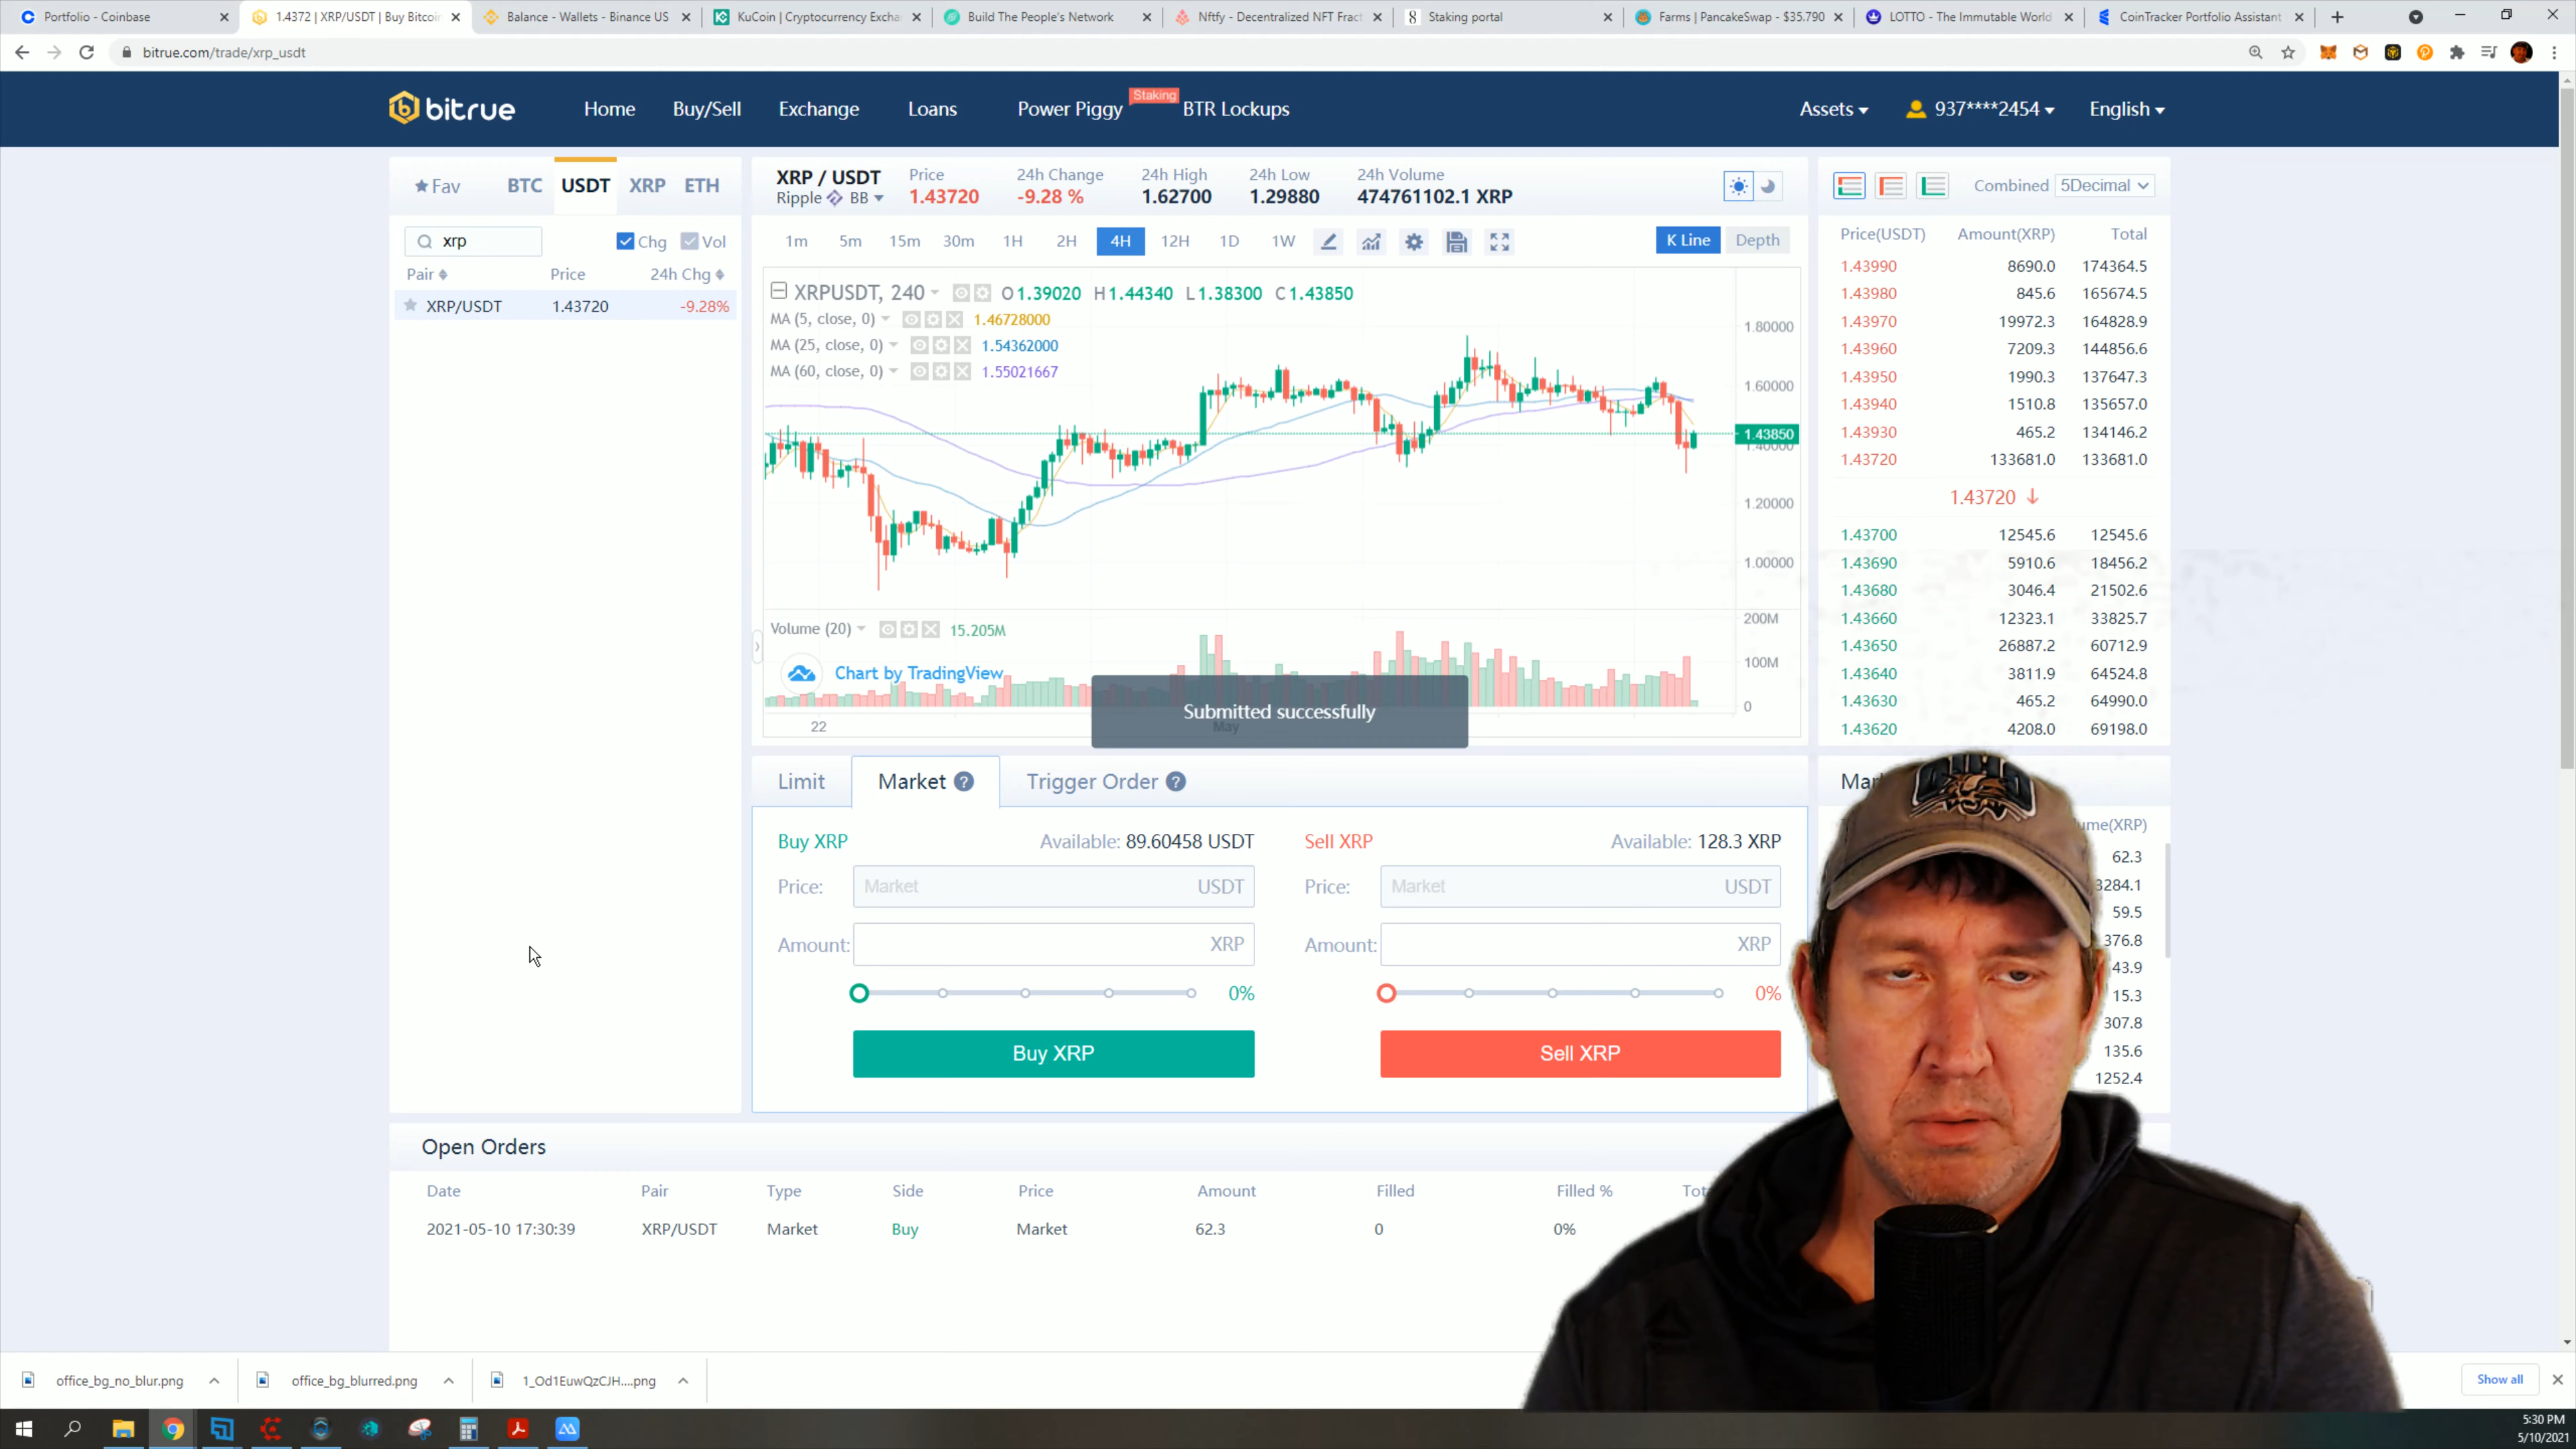 Portfolio - Coinbase
1.4372 | XRP/USDT | Buy Bitcoin
Balance - Wallets - Binance US
KuCoin | Cryptocurrency Excha
Build The People's Network
Nftfy - Decentralized NFT Fract
Staking portal
Farms | PancakeSwap - $35.790
LOTTO - The Immutable World
CoinTracker Portfolio Assistant
bitrue.com/trade/xrp_usdt
bitrue
Home
Buy/Sell
Exchange
Loans
Power Piggy
Staking
BTR Lockups
Assets
937****2454
English
Fav BTC USDT XRP ETH
xrp
Chg Vol
Pair Price 24h Chg
XRP/USDT 1.43720 -9.28%
XRP / USDT
Ripple BB
Price
1.43720
24h Change
-9.28 %
24h High
1.62700
24h Low
1.29880
24h Volume
474761102.1 XRP
1m 5m 15m 30m 1H 2H 4H 12H 1D 1W
K Line Depth
XRPUSDT, 240 O 1.39020 H 1.44340 L 1.38300 C 1.43850
MA (5, close, 0) 1.46728000
MA (25, close, 0) 1.54362000
MA (60, close, 0) 1.55021667
1.80000
1.60000
1.43850
1.40000
1.20000
1.00000
Volume (20) 15.205M
200M
100M
0
Chart by TradingView
22
May
Submitted successfully
Combined 5Decimal
Price(USDT) Amount(XRP) Total
1.43990 8690.0 174364.5
1.43980 845.6 165674.5
1.43970 19972.3 164828.9
1.43960 7209.3 144856.6
1.43950 1990.3 137647.3
1.43940 1510.8 135657.0
1.43930 465.2 134146.2
1.43720 133681.0 133681.0
1.43720
1.43700 12545.6 12545.6
1.43690 5910.6 18456.2
1.43680 3046.4 21502.6
1.43660 12323.1 33825.7
1.43650 26887.2 60712.9
1.43640 3811.9 64524.8
1.43630 465.2 64990.0
1.43620 4208.0 69198.0
Limit
Market ?
Trigger Order ?
Buy XRP Available: 89.60458 USDT
Price: Market USDT
Amount: XRP
0%
Buy XRP
Sell XRP Available: 128.3 XRP
Price: Market USDT
Amount: XRP
0%
Sell XRP
Mar
ume(XRP)
62.3
3284.1
59.5
376.8
43.9
15.3
307.8
135.6
1252.4
Open Orders
Date Pair Type Side Price Amount Filled Filled % Tot
2021-05-10 17:30:39 XRP/USDT Market Buy Market 62.3 0 0%
office_bg_no_blur.png
office_bg_blurred.png
1_Od1EuwQzCJH....png
Show all
5:30 PM
5/10/2021